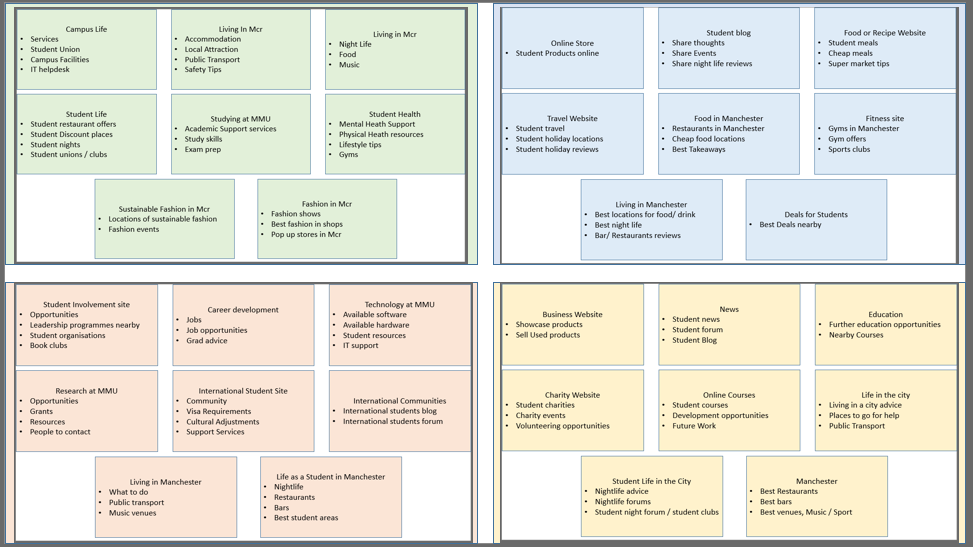 Campus Life
• Services
• Student Union
• Campus Facilities
• IT helpdesk
Living In Mcr
• Accommodation
• Local Attraction
• Public Transport
• Safety Tips
Living in Mcr
• Night Life
• Food
• Music
Student Life
• Student restaurant offers
• Student Discount places
• Student nights
• Student unions / clubs
Studying at MMU
• Academic Support services
• Study skills
• Exam prep
Student Health
• Mental Heath Support
• Physical Heath resources
• Lifestyle tips
• Gyms
Sustainable Fashion in Mcr
• Locations of sustainable fashion
• Fashion events
Fashion in Mcr
• Fashion shows
• Best fashion in shops
• Pop up stores in Mcr
Online Store
• Student Products online
Student blog
• Share thoughts
• Share Events
• Share night life reviews
Food or Recipe Website
• Student meals
• Cheap meals
• Super market tips
Travel Website
• Student travel
• Student holiday locations
• Student holiday reviews
Food in Manchester
• Restaurants in Manchester
• Cheap food locations
• Best Takeaways
Fitness site
• Gyms in Manchester
• Gym offers
• Sports clubs
Living in Manchester
• Best locations for food/ drink
• Best night life
• Bar/ Restaurants reviews
Deals for Students
• Best Deals nearby
Student Involvement site
• Opportunities
• Leadership programmes nearby
• Student organisations
• Book clubs
Career development
• Jobs
• Job opportunities
• Grad advice
Technology at MMU
• Available software
• Available hardware
• Student resources
• IT support
Research at MMU
• Opportunities
• Grants
• Resources
• People to contact
International Student Site
• Community
• Visa Requirements
• Cultural Adjustments
• Support Services
International Communities
• International students blog
• International students forum
Living in Manchester
• What to do
• Public transport
• Music venues
Life as a Student in Manchester
• Nightlife
• Restaurants
• Bars
• Best student areas
Business Website
• Showcase products
• Sell Used products
News
• Student news
• Student forum
• Student Blog
Education
• Further education opportunities
• Nearby Courses
Charity Website
• Student charities
• Charity events
• Volunteering opportunities
Online Courses
• Student courses
• Development opportunities
• Future Work
Life in the city
• Living in a city advice
• Places to go for help
• Public Transport
Student Life in the City
• Nightlife advice
• Nightlife forums
• Student night forum / student clubs
Manchester
• Best Restaurants
• Best bars
• Best venues, Music / Sport